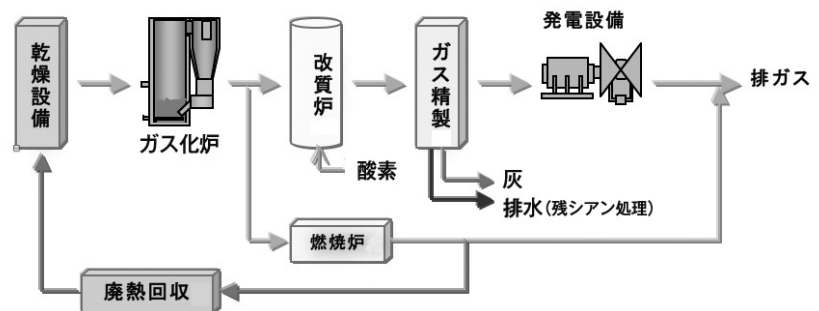 発電設備
乾燥設備
ガス化炉
改質炉
ガス精製
排ガス
酸素
灰
排水(残シアン処理)
燃焼炉
廃熱回収